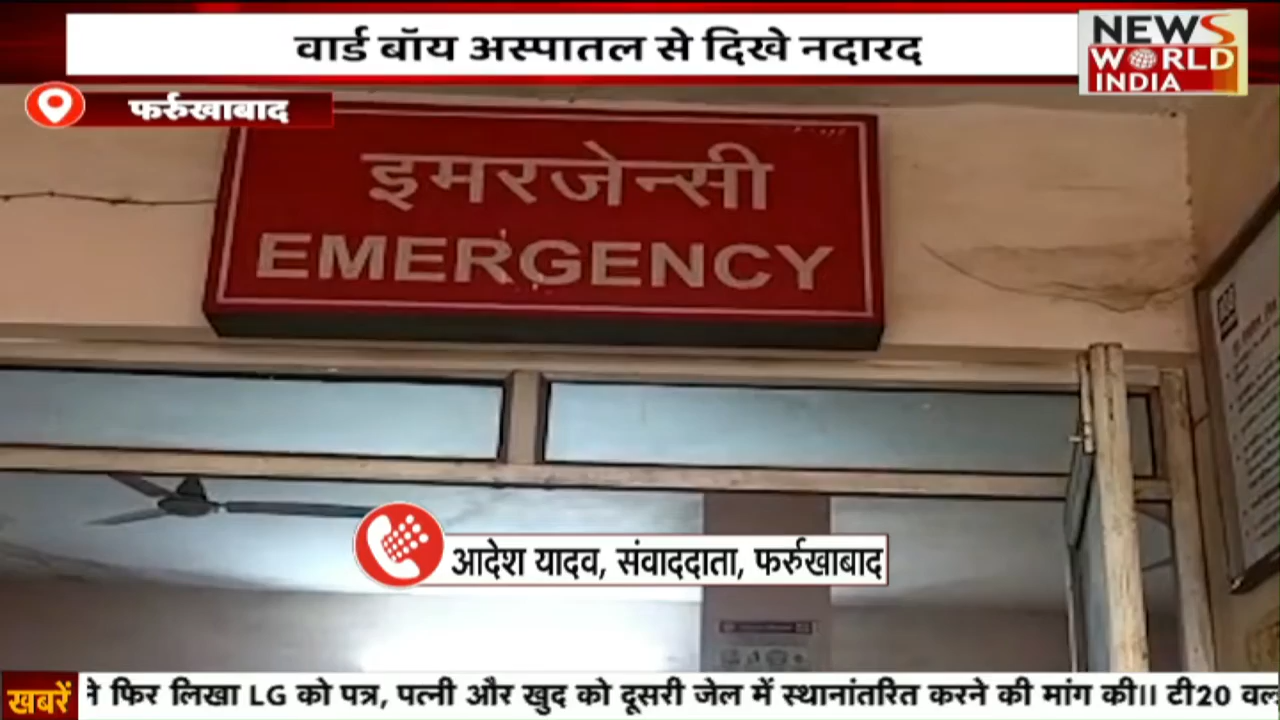 वार्ड बॉय अस्पातल से दिखे नदारद
NEWS
WORLD
INDIA
फर्रुखाबाद
इमरजेन्सी
EMERGENCY
आदेश यादव, संवाददाता, फर्रुखाबाद
खबरें
ने फिर लिखा LG को पत्र, पत्नी और खुद को दूसरी जेल में स्थानांतरित करने की मांग की।। टी20